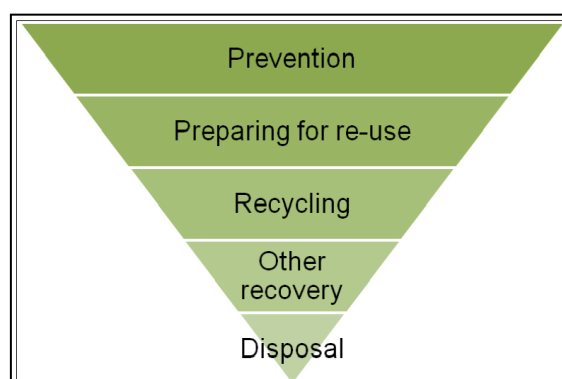 Prevention
Preparing for re-use
Recycling
Other
recovery
Disposal